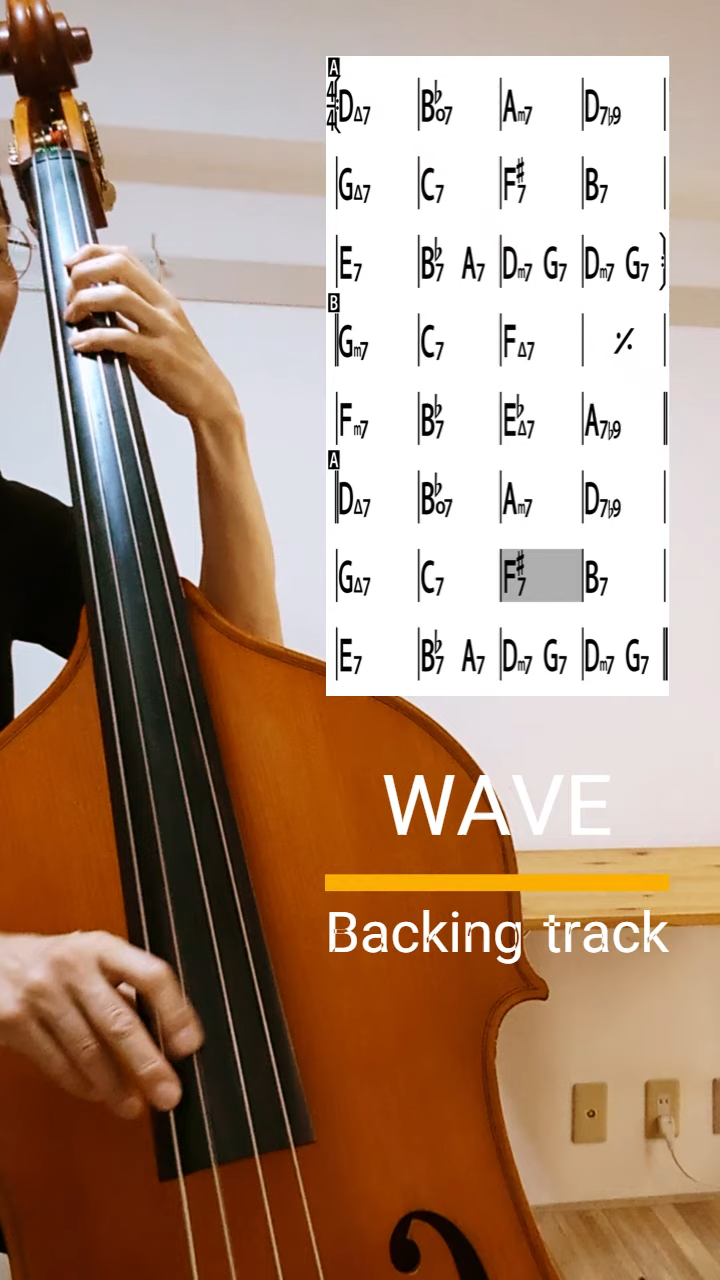 A
4/4 DΔ7 B♭o7 Am7 D7♭9
GΔ7 C7 F♯7 B7
E7 B♭7 A7 Dm7 G7 Dm7 G7
B
Gm7 C7 FΔ7 𝄎
Fm7 B♭7 E♭Δ7 A7♭9
A
DΔ7 B♭o7 Am7 D7♭9
GΔ7 C7 F♯7 B7
E7 B♭7 A7 Dm7 G7 Dm7 G7
WAVE
Backing track